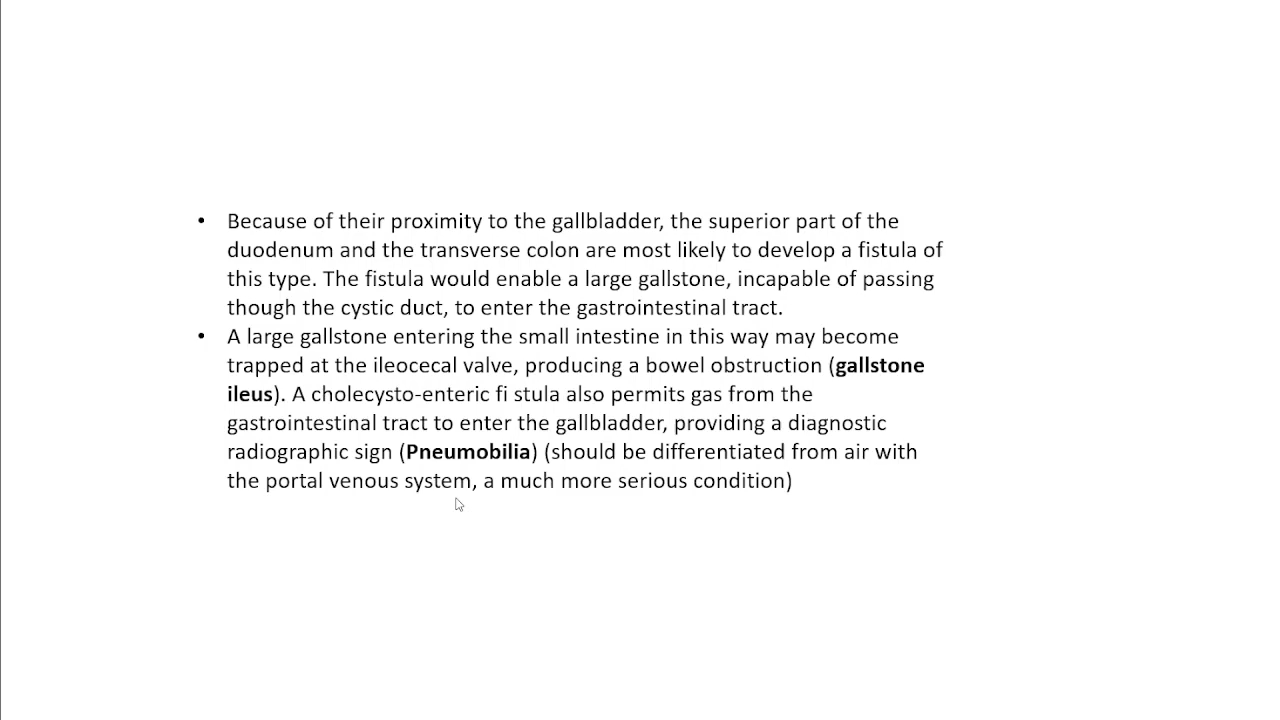 • Because of their proximity to the gallbladder, the superior part of the
duodenum and the transverse colon are most likely to develop a fistula of
this type. The fistula would enable a large gallstone, incapable of passing
though the cystic duct, to enter the gastrointestinal tract.
• A large gallstone entering the small intestine in this way may become
trapped at the ileocecal valve, producing a bowel obstruction (gallstone
ileus). A cholecysto-enteric fi stula also permits gas from the
gastrointestinal tract to enter the gallbladder, providing a diagnostic
radiographic sign (Pneumobilia) (should be differentiated from air with
the portal venous system, a much more serious condition)